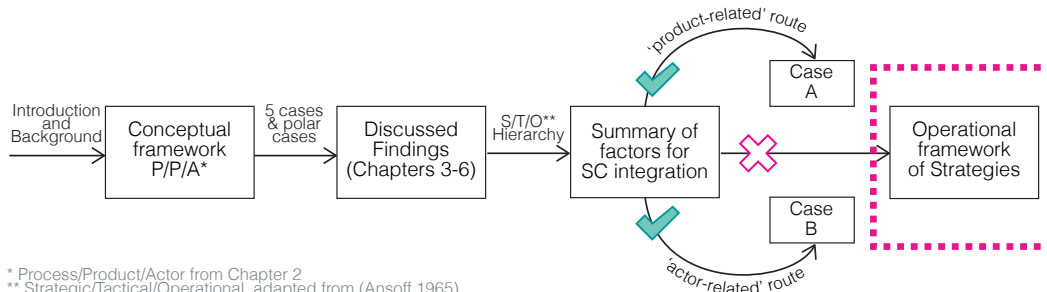 'product-related' route
Case
A
Introduction
and
Background
Conceptual
framework
P/P/A*
5 cases
& polar
cases
Discussed
Findings
(Chapters 3-6)
S/T/O**
Hierarchy
Summary of
factors for
SC integration
Operational
framework
of Strategies
Case
B
'actor-related' route
* Process/Product/Actor from Chapter 2
** Strategic/Tactical/Operational, adapted from (Ansoff 1965)